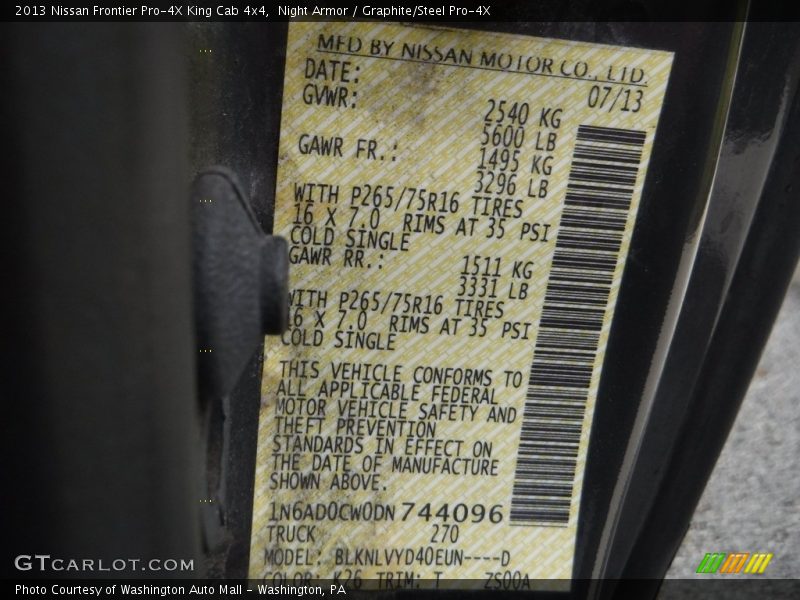 2013 Nissan Frontier Pro-4X King Cab 4x4,  Night Armor / Graphite/Steel Pro-4X
MFD BY NISSAN MOTOR CO., LTD.
DATE: 07/13
GVWR: 2540 KG
5600 LB
GAWR FR.: 1495 KG
3296 LB
WITH P265/75R16 TIRES
16 X 7.0 RIMS AT 35 PSI
COLD SINGLE
GAWR RR.: 1511 KG
3331 LB
WITH P265/75R16 TIRES
16 X 7.0 RIMS AT 35 PSI
COLD SINGLE
THIS VEHICLE CONFORMS TO
ALL APPLICABLE FEDERAL
MOTOR VEHICLE SAFETY AND
THEFT PREVENTION
STANDARDS IN EFFECT ON
THE DATE OF MANUFACTURE
SHOWN ABOVE.
1N6AD0CW0DN744096
TRUCK 270
MODEL: BLKNLVYD40EUN----D
COLOR: K26 TRIM: T ZS00A
GTCARLOT.COM
Photo Courtesy of Washington Auto Mall - Washington, PA